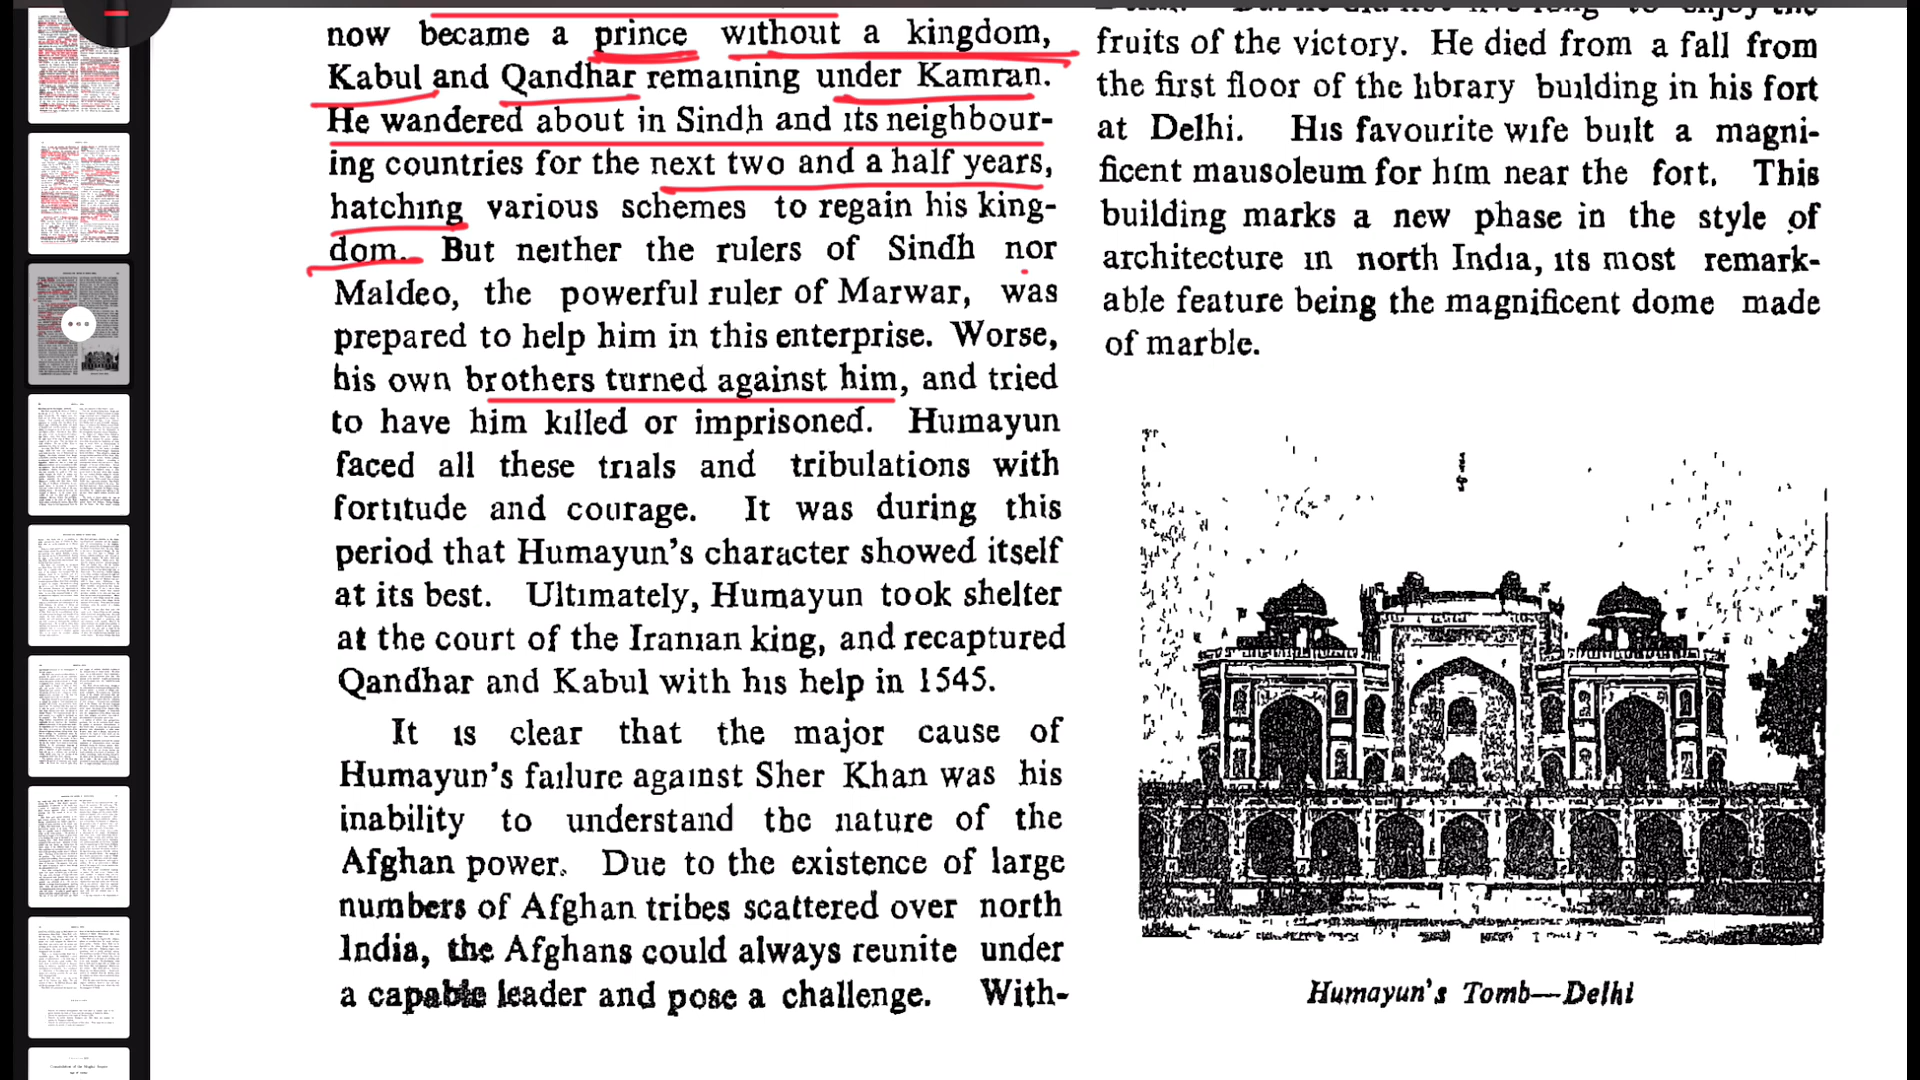 now became a prince without a kingdom,
Kabul and Qandhar remaining under Kamran.
He wandered about in Sindh and its neighbour-
ing countries for the next two and a half years,
hatching various schemes to regain his king-
dom. But neither the rulers of Sindh nor
Maldeo, the powerful ruler of Marwar, was
prepared to help him in this enterprise. Worse,
his own brothers turned against him, and tried
to have him killed or imprisoned. Humayun
faced all these trials and tribulations with
fortitude and courage. It was during this
period that Humayun's character showed itself
at its best. Ultimately, Humayun took shelter
at the court of the Iranian king, and recaptured
Qandhar and Kabul with his help in 1545.
It is clear that the major cause of
Humayun's failure against Sher Khan was his
inability to understand the nature of the
Afghan power. Due to the existence of large
numbers of Afghan tribes scattered over north
India, the Afghans could always reunite under
a capable leader and pose a challenge. With-
fruits of the victory. He died from a fall from
the first floor of the library building in his fort
at Delhi. His favourite wife built a magni-
ficent mausoleum for him near the fort. This
building marks a new phase in the style of
architecture in north India, its most remark-
able feature being the magnificent dome made
of marble.
Humayun's Tomb—Delhi